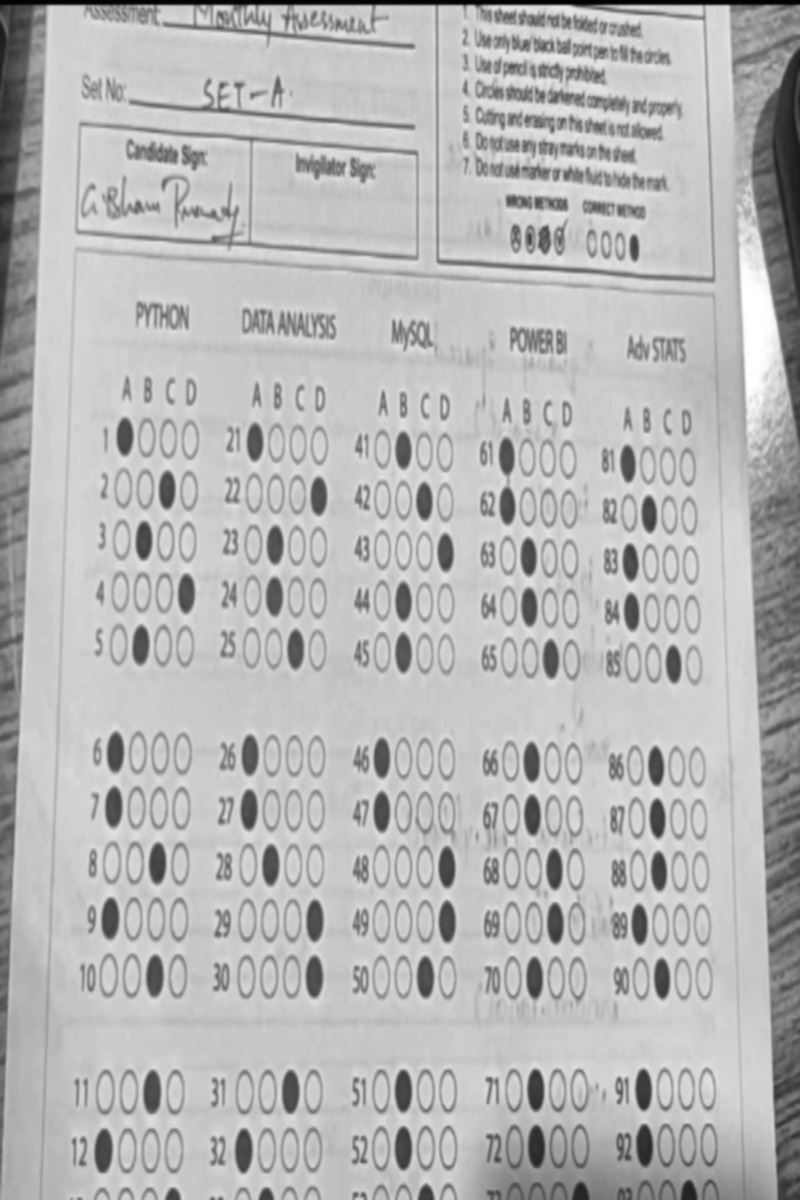 Assessment: Monthly Assessment
Set No: SET-A.
Candidate Sign:
Invigilator Sign:
1. This sheet should not be folded or crushed.
2. Use only blue/ black ball point pen to fill the circles.
3. Use of pencil is strictly prohibited.
4. Circles should be darkened completely and properly.
5. Cutting and erasing on this sheet is not allowed.
6. Do not use any stray marks on the sheet.
7. Do not use marker or white fluid to hide the mark.
WRONG METHODS CORRECT METHOD
PYTHON DATA ANALYSIS MySQL POWER BI Adv STATS
A B C D A B C D A B C D A B C D A B C D
1 21 41 61 81
2 22 42 62 82
3 23 43 63 83
4 24 44 64 84
5 25 45 65 85
6 26 46 66 86
7 27 47 67 87
8 28 48 68 88
9 29 49 69 89
10 30 50 70 90
11 31 51 71 91
12 32 52 72 92